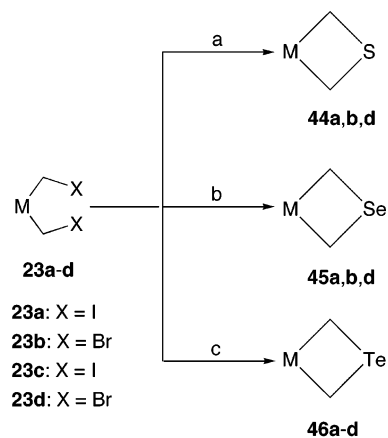 a
M
S
44a,b,d
X
M
X
b
M
Se
45a,b,d
23a-d
23a: X = I
23b: X = Br
23c: X = I
23d: X = Br
c
M
Te
46a-d